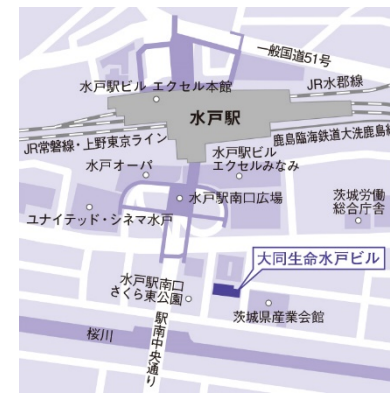 一般国道51号
水戸駅ビル エクセル本館
JR水郡線
水戸駅
JR常磐線・上野東京ライン
鹿島臨海鉄道大洗鹿島線
水戸オーパ
水戸駅ビル
エクセルみなみ
水戸駅南口広場
茨城労働
総合庁舎
ユナイテッド・シネマ水戸
大同生命水戸ビル
水戸駅南口
さくら東公園
茨城県産業会館
桜川
駅南中央通り